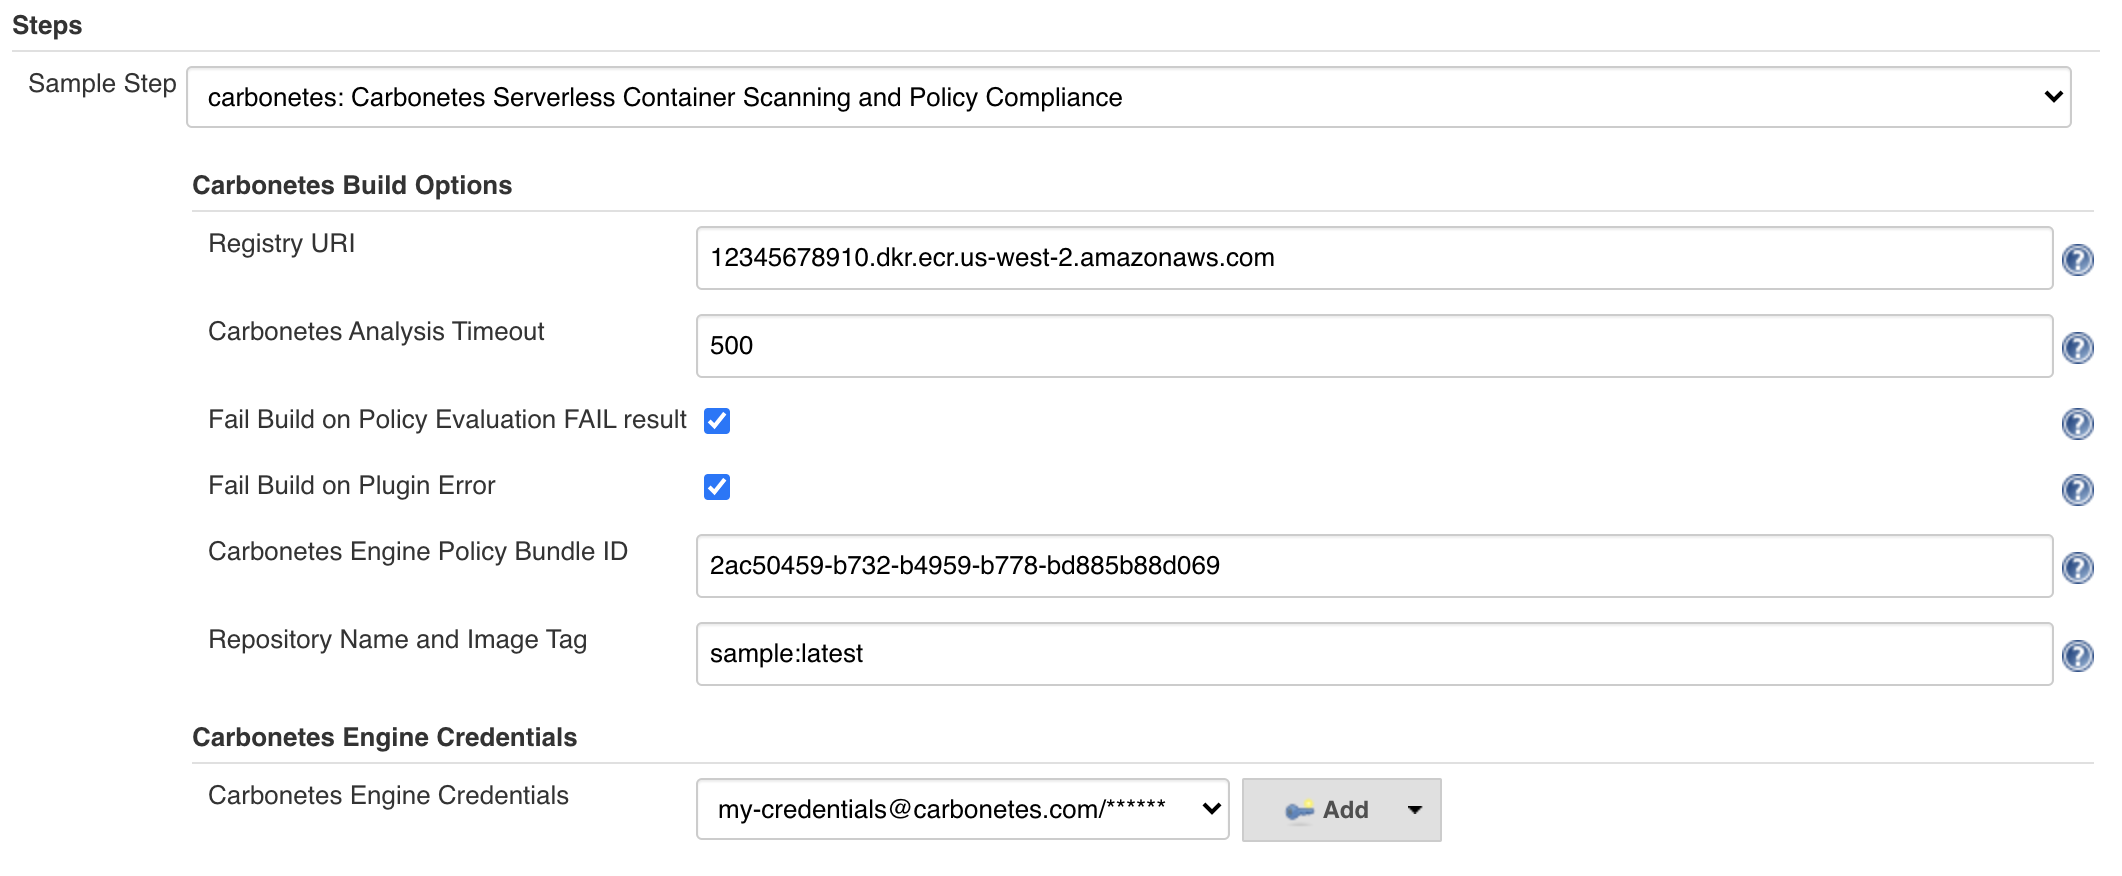 Steps
Sample Step carbonetes: Carbonetes Serverless Container Scanning and Policy Compliance
Carbonetes Build Options
Registry URI 12345678910.dkr.ecr.us-west-2.amazonaws.com
Carbonetes Analysis Timeout 500
Fail Build on Policy Evaluation FAIL result
Fail Build on Plugin Error
Carbonetes Engine Policy Bundle ID 2ac50459-b732-b4959-b778-bd885b88d069
Repository Name and Image Tag sample:latest
Carbonetes Engine Credentials
Carbonetes Engine Credentials my-credentials@carbonetes.com/****** Add